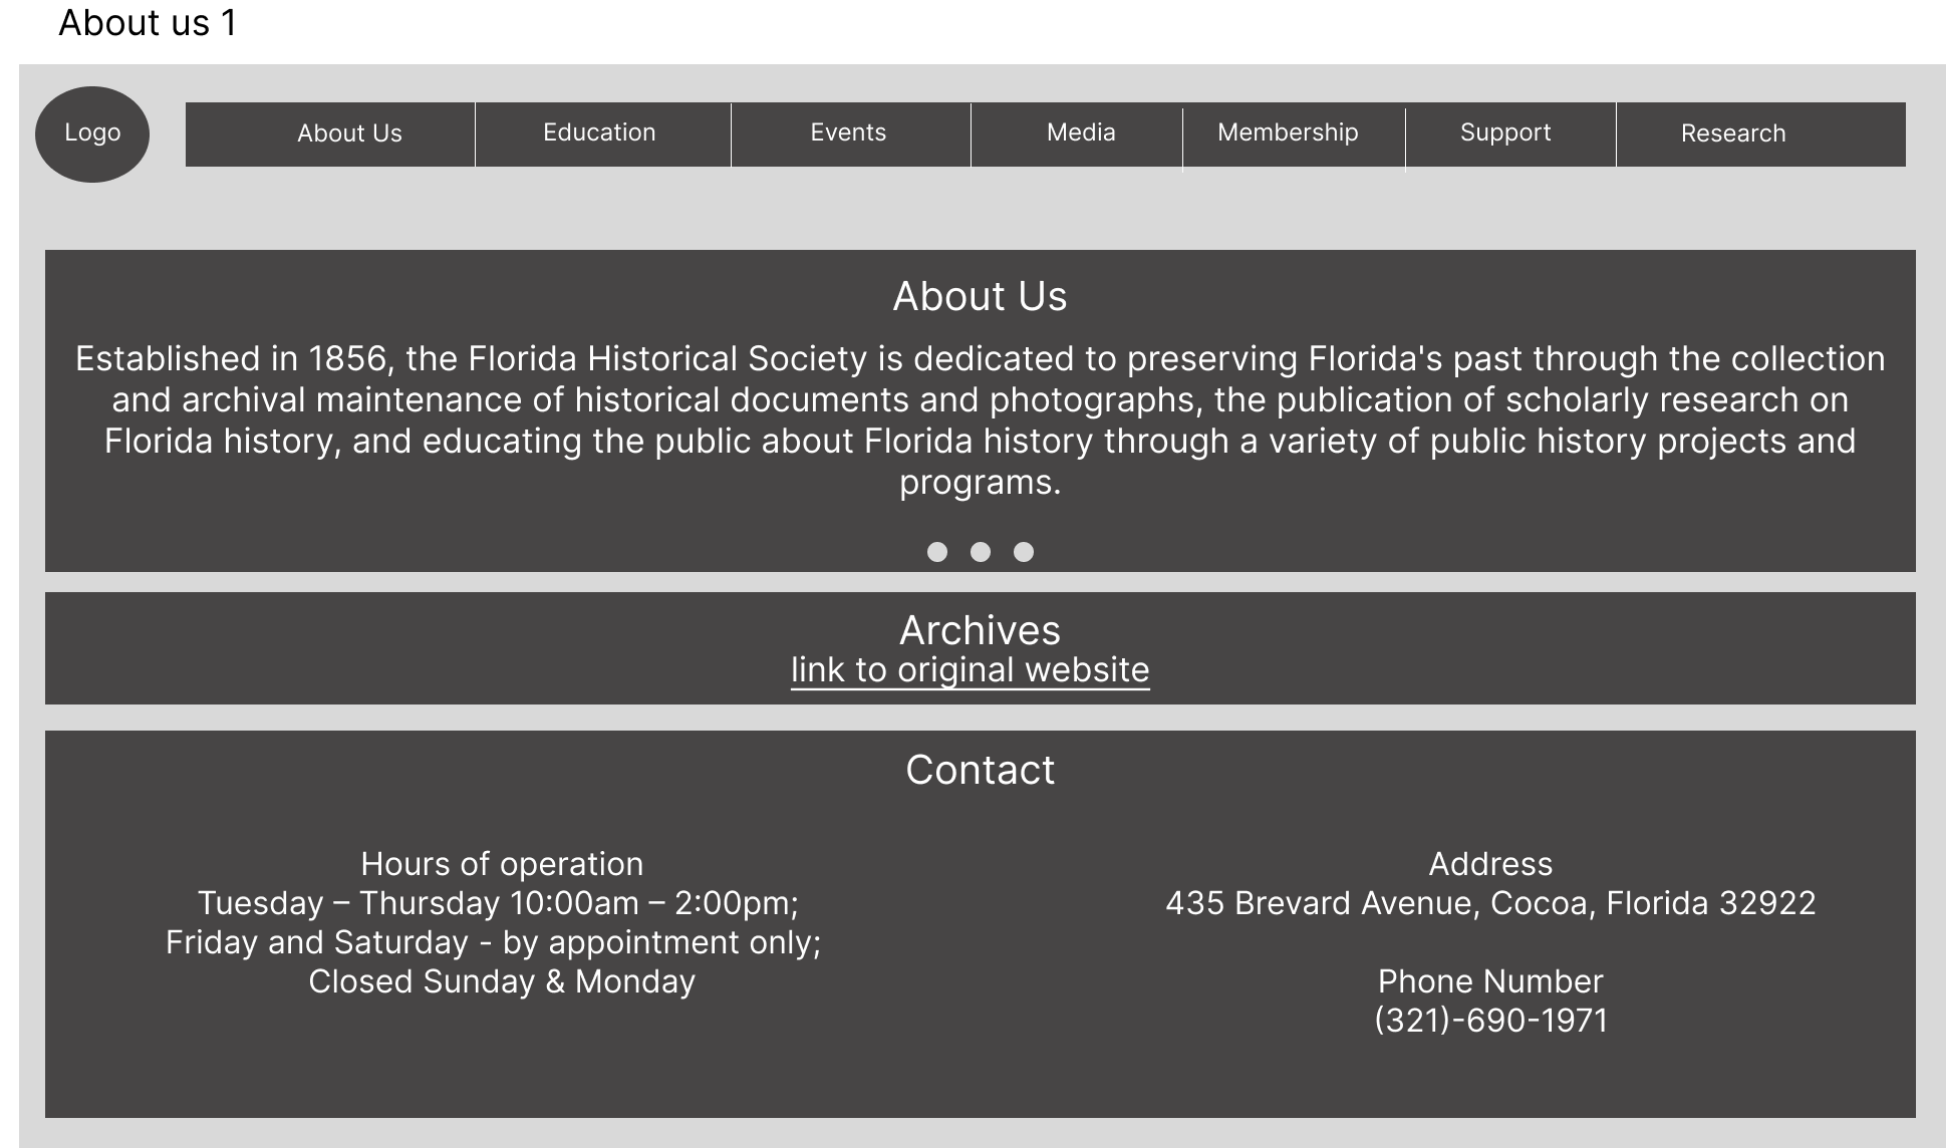 About us 1
Logo
About Us
Education
Events
Media
Membership
Support
Research
About Us
Established in 1856, the Florida Historical Society is dedicated to preserving Florida's past through the collection
and archival maintenance of historical documents and photographs, the publication of scholarly research on
Florida history, and educating the public about Florida history through a variety of public history projects and
programs.
Archives
link to original website
Contact
Hours of operation
Tuesday – Thursday 10:00am – 2:00pm;
Friday and Saturday - by appointment only;
Closed Sunday & Monday
Address
435 Brevard Avenue, Cocoa, Florida 32922
Phone Number
(321)-690-1971